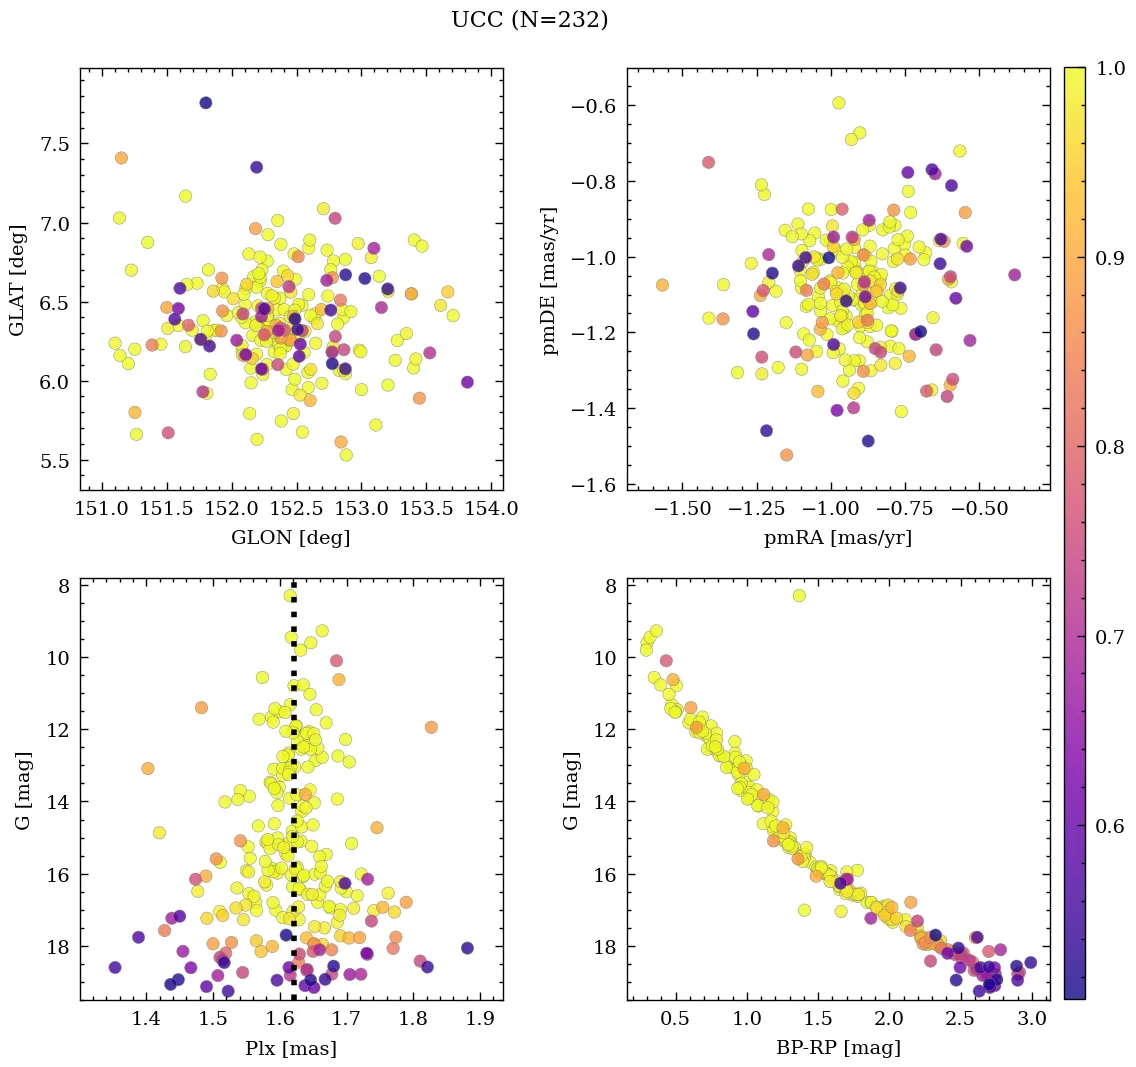 UCC (N=232)
7.5
7.0
6.5
6.0
5.5
GLAT [deg]
151.0 151.5 152.0 152.5 153.0 153.5 154.0
GLON [deg]
−0.6
−0.8
−1.0
−1.2
−1.4
−1.6
pmDE [mas/yr]
−1.50 −1.25 −1.00 −0.75 −0.50
pmRA [mas/yr]
8
10
12
14
16
18
G [mag]
1.4 1.5 1.6 1.7 1.8 1.9
Plx [mas]
8
10
12
14
16
18
G [mag]
0.5 1.0 1.5 2.0 2.5 3.0
BP-RP [mag]
1.0
0.9
0.8
0.7
0.6